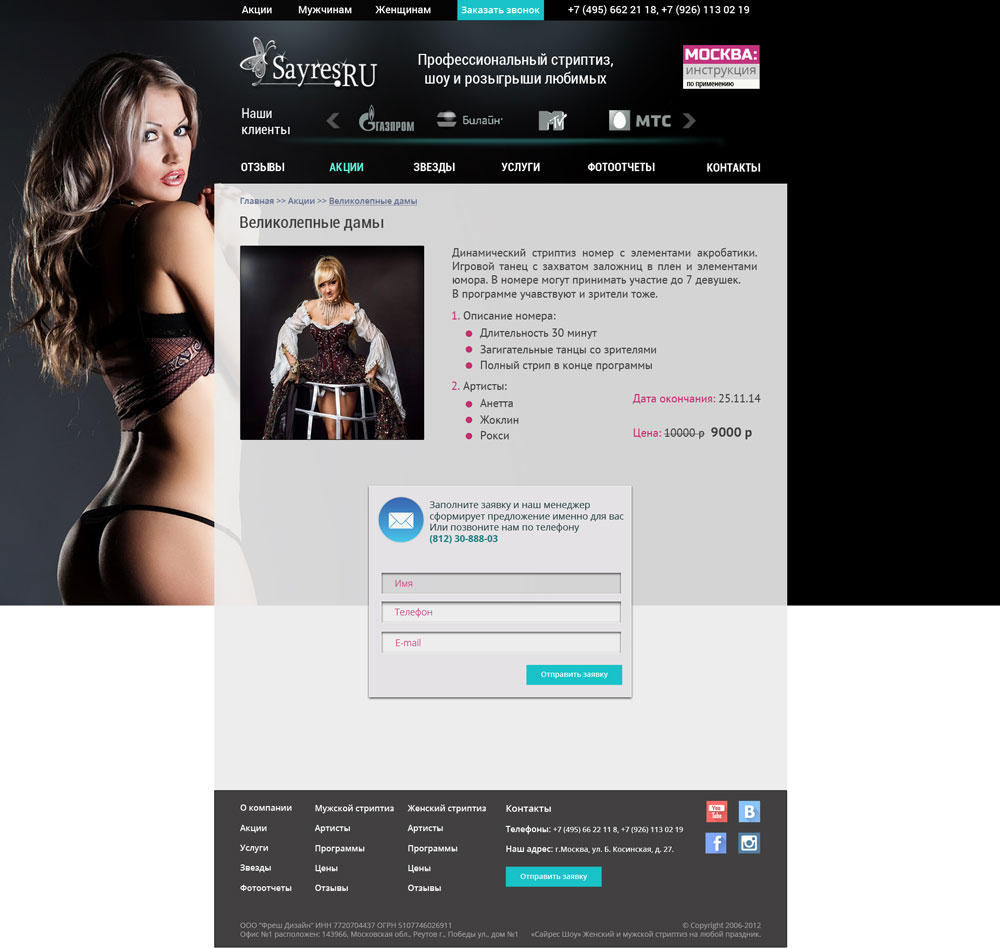 Акции Мужчинам Женщинам Заказать звонок +7 (495) 662 21 18, +7 (926) 113 02 19
Sayres.RU
Профессиональный стриптиз,
шоу и розыгрыши любимых
МОСКВА:
инструкция
по применению
Наши
клиенты
ГАЗПРОМ Билайн МTV МТС
ОТЗЫВЫ АКЦИИ ЗВЕЗДЫ УСЛУГИ ФОТООТЧЕТЫ КОНТАКТЫ
Главная >> Акции >> Великолепные дамы
Великолепные дамы
Динамический стриптиз номер с элементами акробатики.
Игровой танец с захватом заложниц в плен и элементами
юмора. В номере могут принимать участие до 7 девушек.
В программе учавствуют и зрители тоже.
1. Описание номера:
Длительность 30 минут
Загигательные танцы со зрителями
Полный стрип в конце программы
2. Артисты:
Анетта
Жоклин
Рокси
Дата окончания: 25.11.14
Цена: 10000 р 9000 р
Заполните заявку и наш менеджер
сформирует предложение именно для вас
Или позвоните нам по телефону
(812) 30-888-03
Имя
Телефон
E-mail
Отправить заявку
О компании
Акции
Услуги
Звезды
Фотоотчеты
Мужской стриптиз
Артисты
Программы
Цены
Отзывы
Женский стриптиз
Артисты
Программы
Цены
Отзывы
Контакты
Телефоны: +7 (495) 66 22 11 8, +7 (926) 113 02 19
Наш адрес: г.Москва, ул. Б. Косинская, д. 27.
Отправить заявку
You Tube
B
f
ООО "Фреш Дизайн" ИНН 7720704437 ОГРН 5107746026911
Офис №1 расположен: 143966, Московская обл., Реутов г., Победы ул., дом №1
© Copyright 2006-2012
«Сайрес Шоу» Женский и мужской стриптиз на любой праздник.